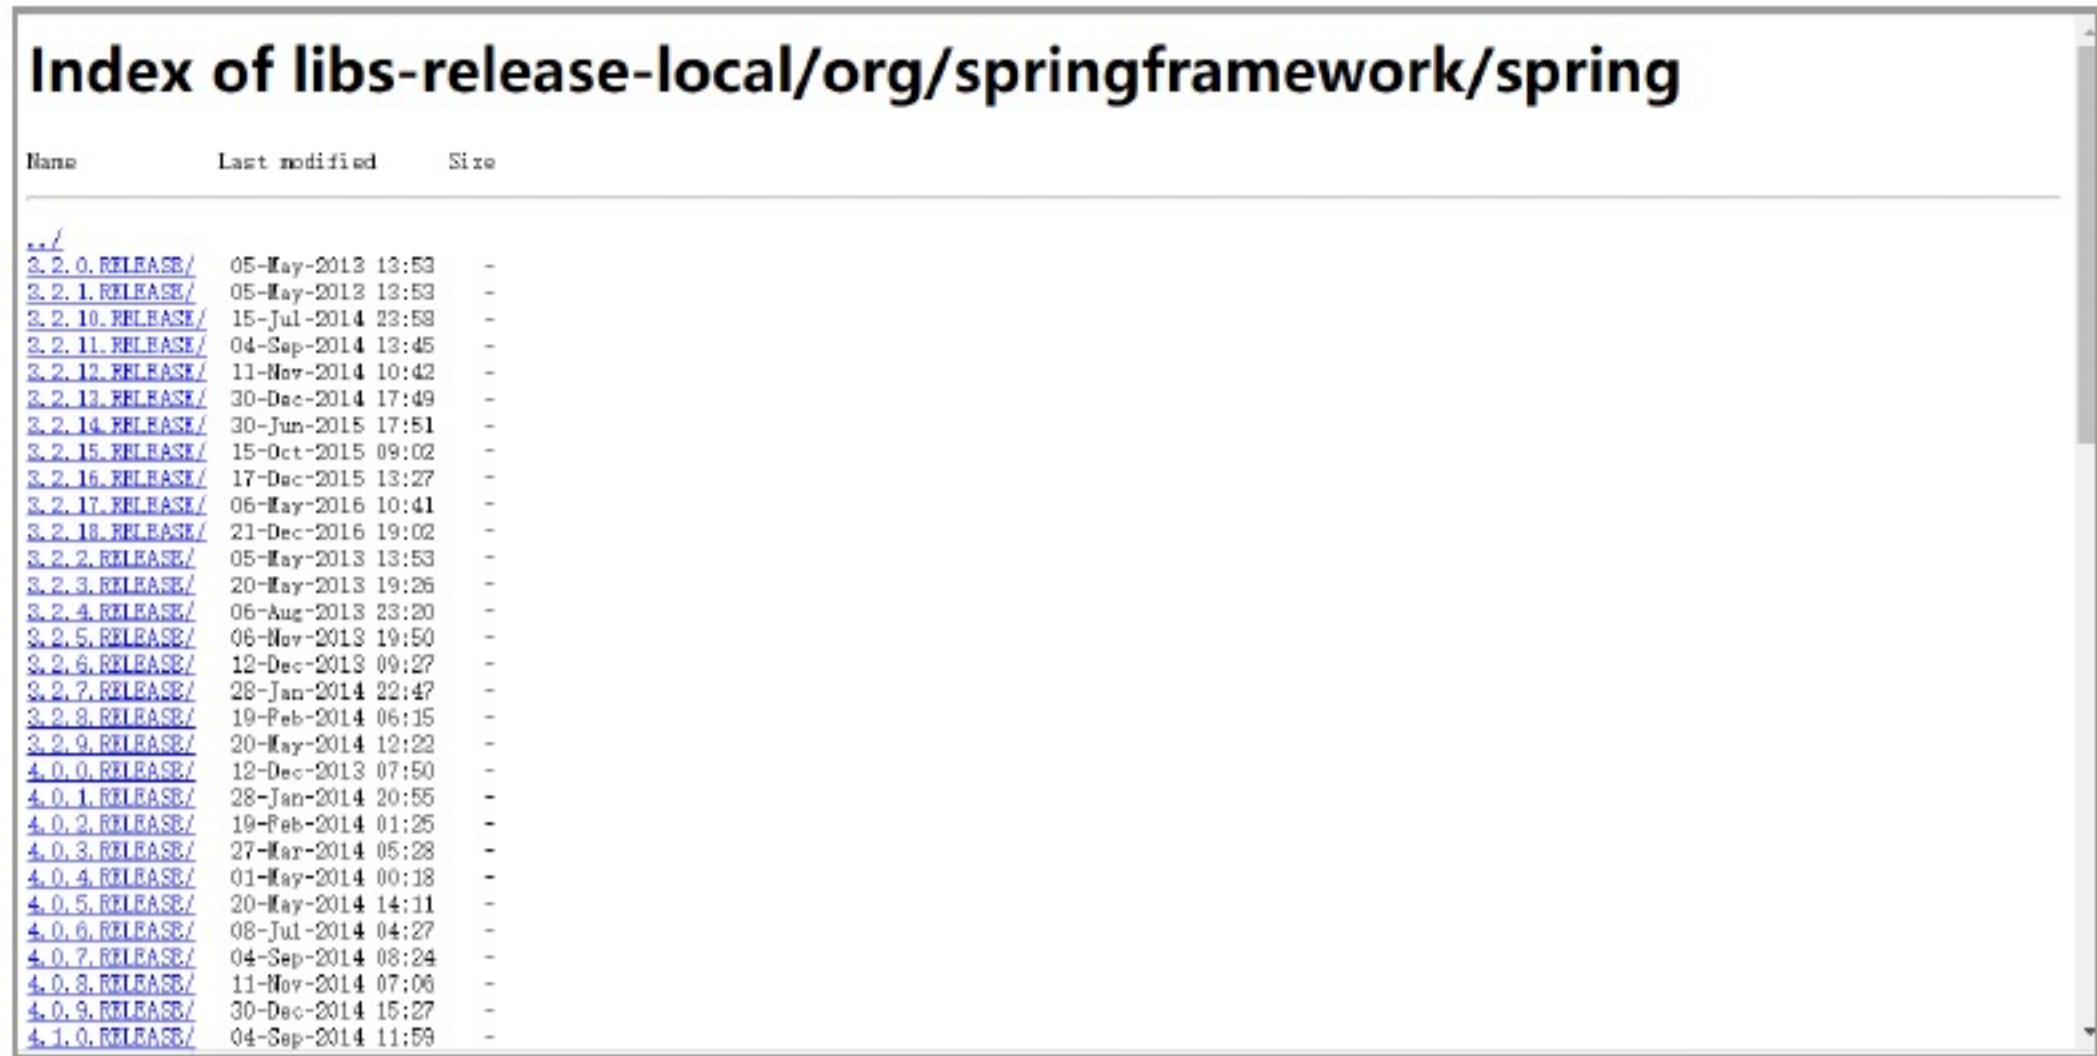 Index of libs-release-local/org/springframework/spring
Name Last modified Size
../
3.2.0.RELEASE/ 05-May-2013 13:53 -
3.2.1.RELEASE/ 05-May-2013 13:53 -
3.2.10.RELEASE/ 15-Jul-2014 23:58 -
3.2.11.RELEASE/ 04-Sep-2014 13:45 -
3.2.12.RELEASE/ 11-Nov-2014 10:42 -
3.2.13.RELEASE/ 30-Dec-2014 17:49 -
3.2.14.RELEASE/ 30-Jun-2015 17:51 -
3.2.15.RELEASE/ 15-Oct-2015 09:02 -
3.2.16.RELEASE/ 17-Dec-2015 13:27 -
3.2.17.RELEASE/ 06-May-2016 10:41 -
3.2.18.RELEASE/ 21-Dec-2016 19:02 -
3.2.2.RELEASE/ 05-May-2013 13:53 -
3.2.3.RELEASE/ 20-May-2013 19:26 -
3.2.4.RELEASE/ 06-Aug-2013 23:20 -
3.2.5.RELEASE/ 06-Nov-2013 19:50 -
3.2.6.RELEASE/ 12-Dec-2013 09:27 -
3.2.7.RELEASE/ 28-Jan-2014 22:47 -
3.2.8.RELEASE/ 19-Feb-2014 06:15 -
3.2.9.RELEASE/ 20-May-2014 12:22 -
4.0.0.RELEASE/ 12-Dec-2013 07:50 -
4.0.1.RELEASE/ 28-Jan-2014 20:55 -
4.0.2.RELEASE/ 19-Feb-2014 01:25 -
4.0.3.RELEASE/ 27-Mar-2014 05:28 -
4.0.4.RELEASE/ 01-May-2014 00:18 -
4.0.5.RELEASE/ 20-May-2014 14:11 -
4.0.6.RELEASE/ 08-Jul-2014 04:27 -
4.0.7.RELEASE/ 04-Sep-2014 08:24 -
4.0.8.RELEASE/ 11-Nov-2014 07:06 -
4.0.9.RELEASE/ 30-Dec-2014 15:27 -
4.1.0.RELEASE/ 04-Sep-2014 11:59 -